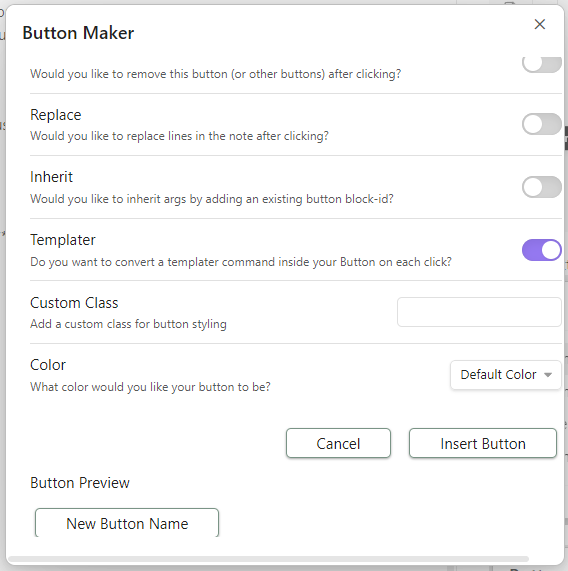 Button Maker
Would you like to remove this button (or other buttons) after clicking?
Replace
Would you like to replace lines in the note after clicking?
Inherit
Would you like to inherit args by adding an existing button block-id?
Templater
Do you want to convert a templater command inside your Button on each click?
Custom Class
Add a custom class for button styling
Color
What color would you like your button to be?
Default Color
Cancel
Insert Button
Button Preview
New Button Name